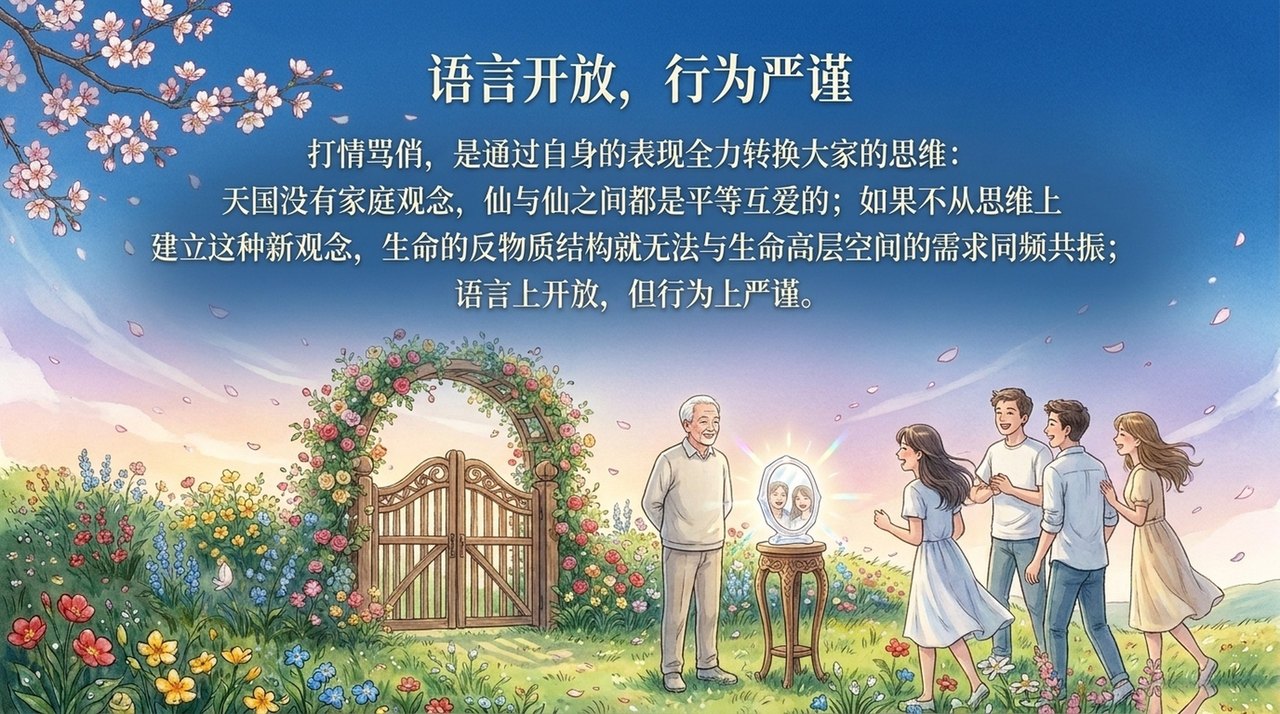 语言开放，行为严谨
打情骂俏，是通过自身的表现全力转换大家的思维：
天国没有家庭观念，仙与仙之间都是平等互爱的；如果不从思维上
建立这种新观念，生命的反物质结构就无法与生命高层空间的需求同频共振；
语言上开放，但行为上严谨。